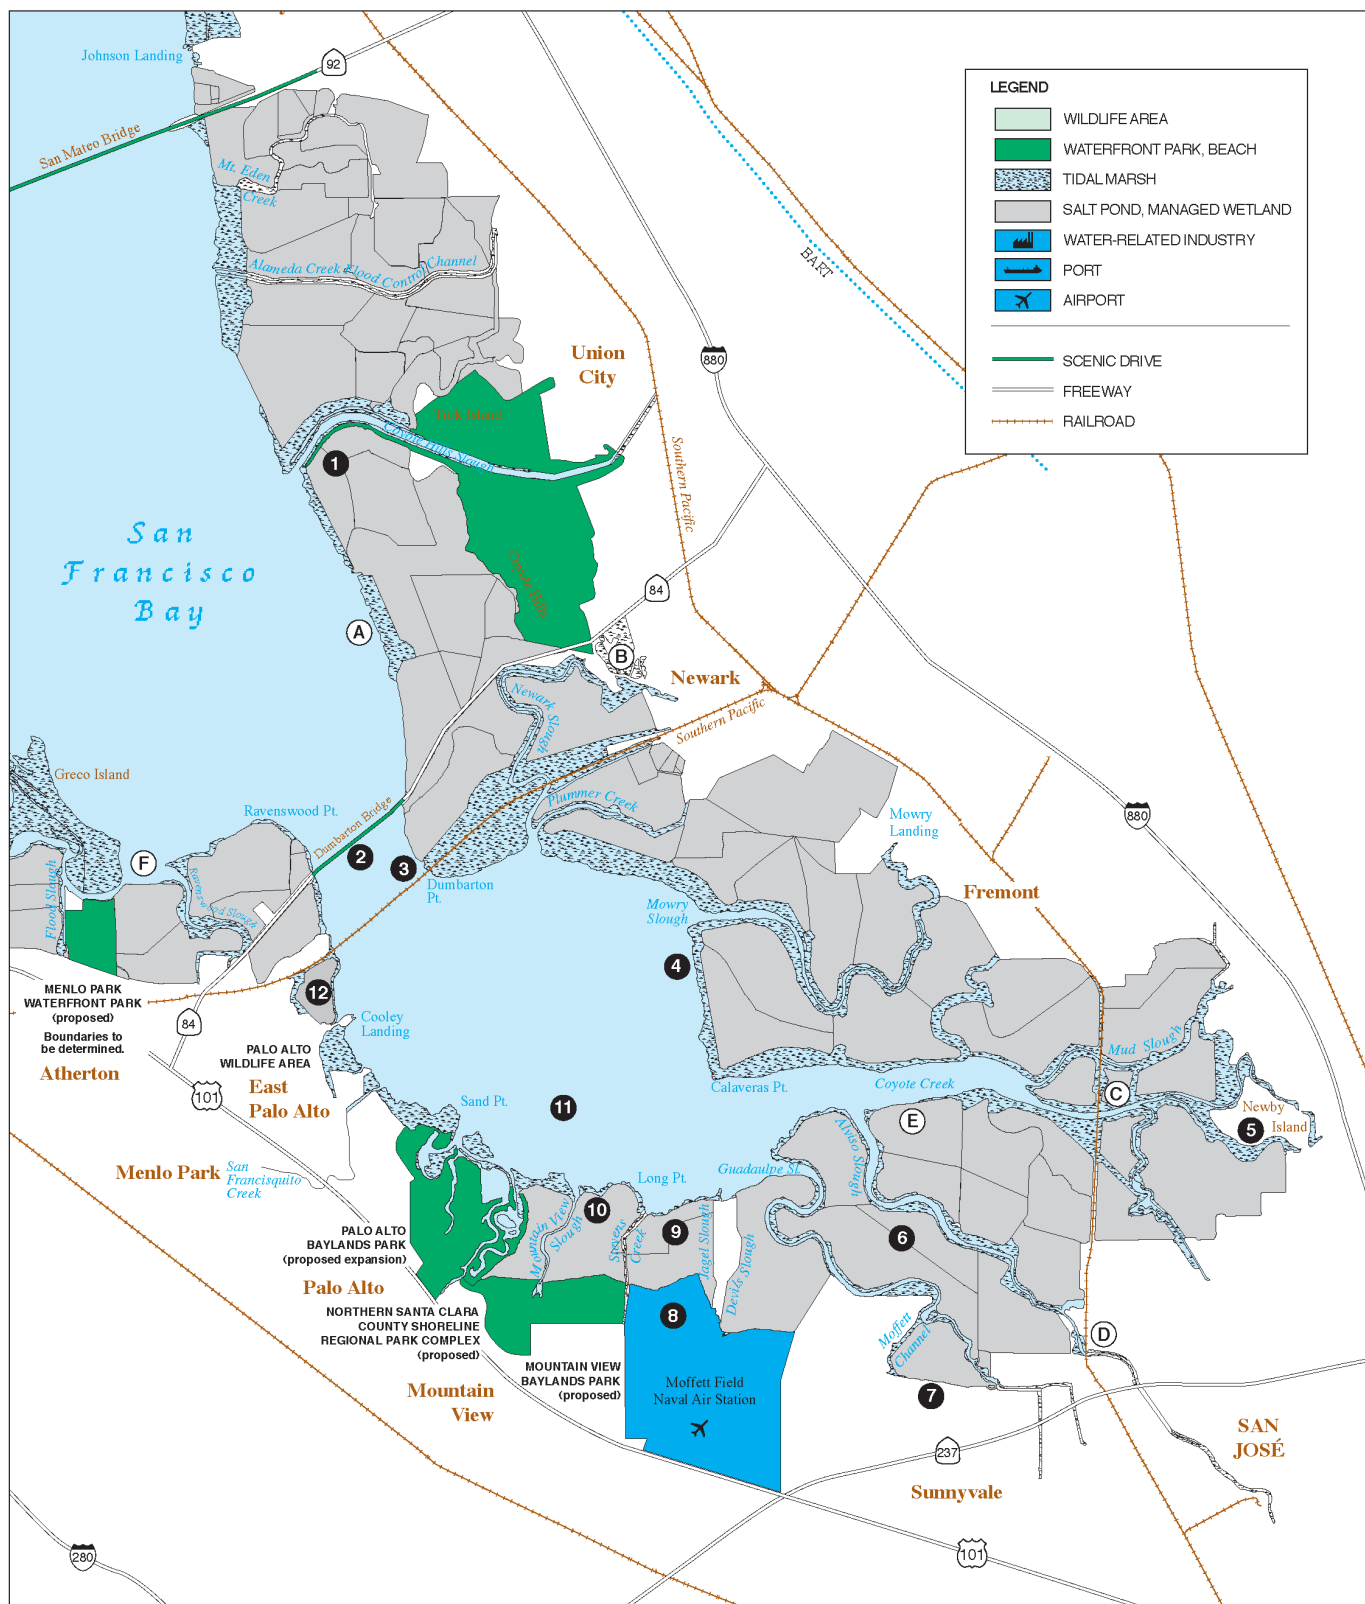 Johnson Landing
92
San Mateo Bridge
Mt. Eden
Creek
Alameda Creek Flood Control Channel
LEGEND
WILDLIFE AREA
WATERFRONT PARK, BEACH
TIDAL MARSH
SALT POND, MANAGED WETLAND
WATER-RELATED INDUSTRY
PORT
AIRPORT
SCENIC DRIVE
FREEWAY
RAILROAD
BART
Union
City
880
Turk Island
Coyote Hills Slough
1
Southern Pacific
San
Francisco
Bay
Coyote Hills
84
A
B
Newark
Newark Slough
Southern Pacific
Greco Island
Ravenswood Pt.
Dumbarton Bridge
Plummer Creek
Mowry
Landing
880
F
2
3
Dumbarton
Pt.
Flood Slough
Ravenswood Slough
Mowry
Slough
Fremont
4
MENLO PARK
WATERFRONT PARK
(proposed)
Boundaries to
be determined.
12
84
Cooley
Landing
Atherton
PALO ALTO
WILDLIFE AREA
East
Palo Alto
101
Sand Pt.
11
Calaveras Pt.
Coyote Creek
Mud Slough
C
Newby
Island
5
E
Alviso Slough
Menlo Park
San
Francisquito
Creek
Long Pt.
Guadaulpe Sl.
PALO ALTO
BAYLANDS PARK
(proposed expansion)
Palo Alto
Mountain View
Slough
10
Stevens
Creek
9
Jagel Slough
Devils Slough
6
NORTHERN SANTA CLARA
COUNTY SHORELINE
REGIONAL PARK COMPLEX
(proposed)
8
Moffett
Channel
D
MOUNTAIN VIEW
BAYLANDS PARK
(proposed)
Moffett Field
Naval Air Station
7
Mountain
View
237
SAN
JOSÉ
Sunnyvale
280
101